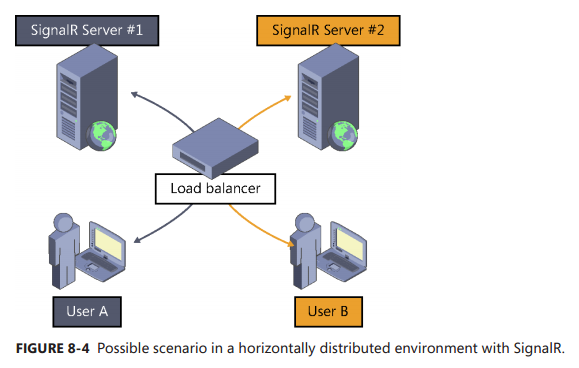 SignalR Server #1
SignalR Server #2
Load balancer
User A
User B
FIGURE 8-4 Possible scenario in a horizontally distributed environment with SignalR.